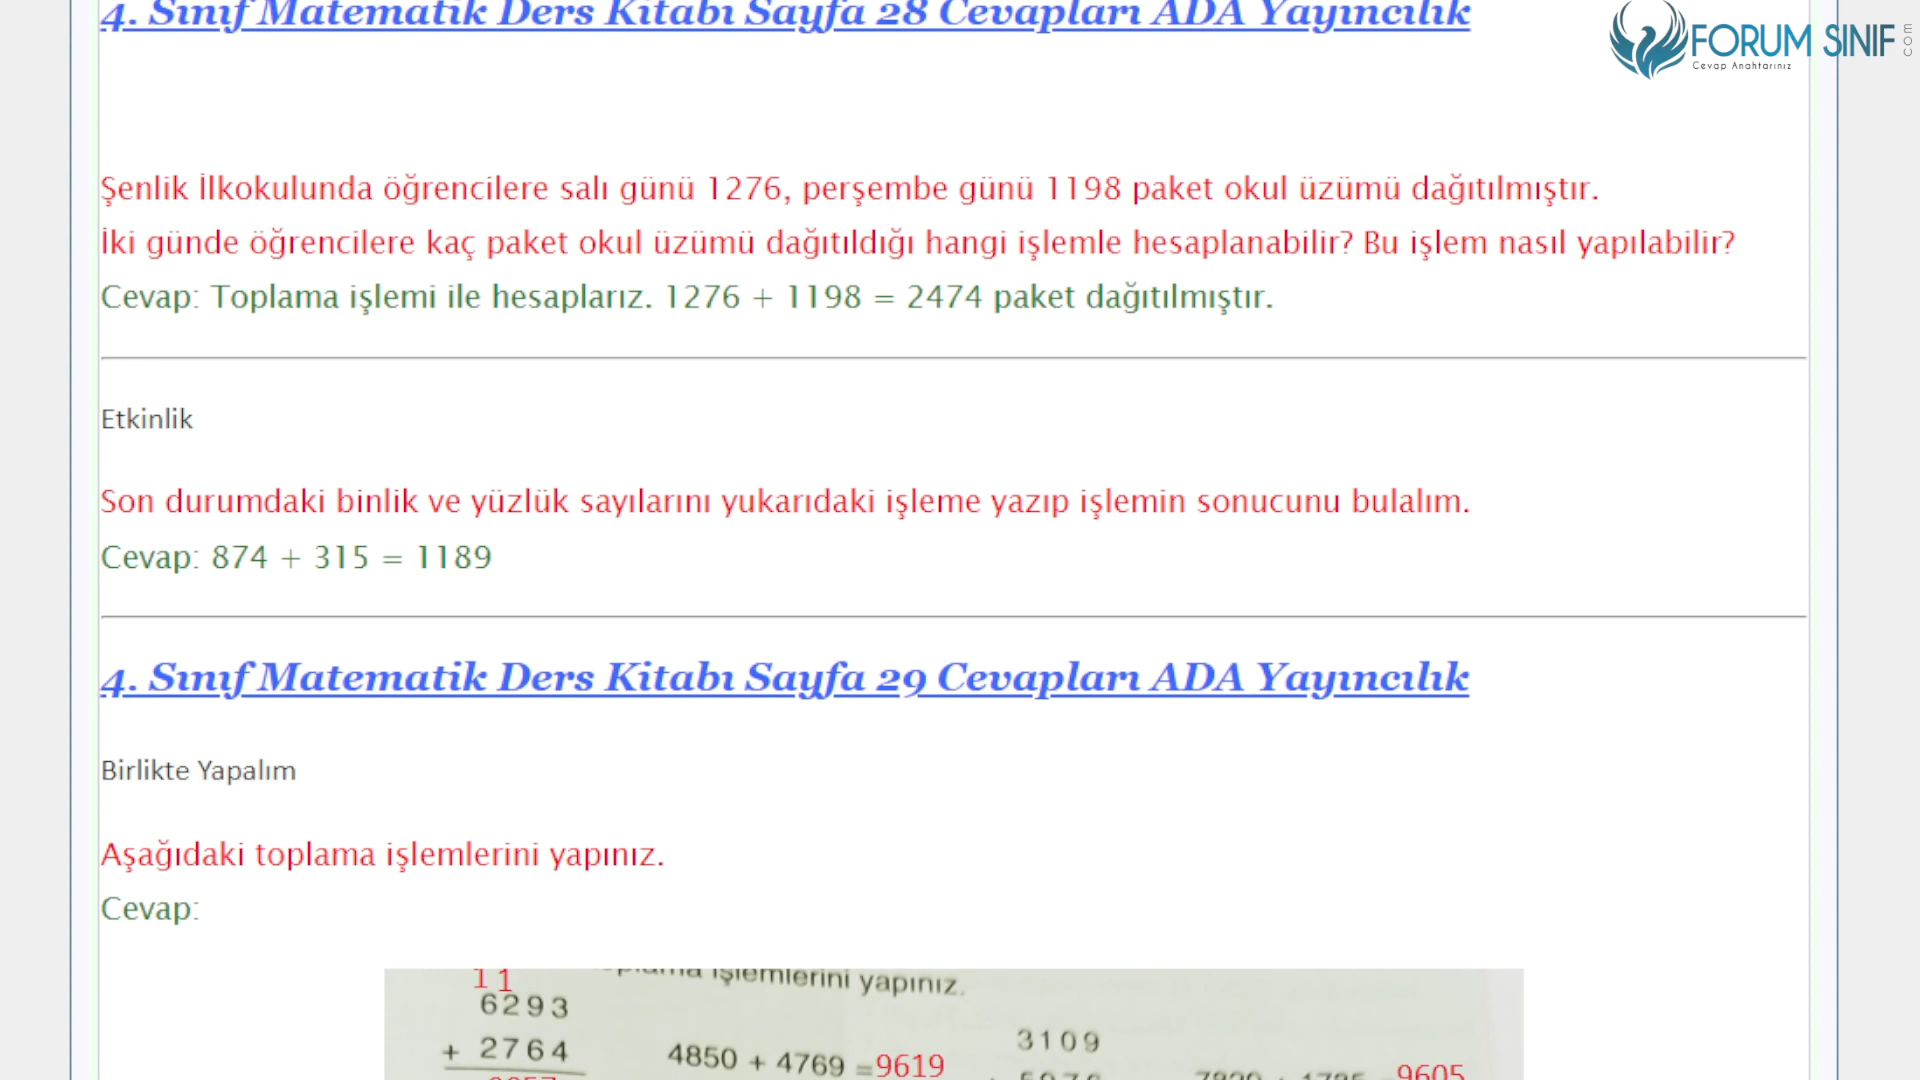 4. Sınıf Matematik Ders Kitabı Sayfa 28 Cevapları ADA Yayıncılık
FORUM SINIF
com
Cevap Anahtarınız
Şenlik İlkokulunda öğrencilere salı günü 1276, perşembe günü 1198 paket okul üzümü dağıtılmıştır.
İki günde öğrencilere kaç paket okul üzümü dağıtıldığı hangi işlemle hesaplanabilir? Bu işlem nasıl yapılabilir?
Cevap: Toplama işlemi ile hesaplarız. 1276 + 1198 = 2474 paket dağıtılmıştır.
Etkinlik
Son durumdaki binlik ve yüzlük sayılarını yukarıdaki işleme yazıp işlemin sonucunu bulalım.
Cevap: 874 + 315 = 1189
4. Sınıf Matematik Ders Kitabı Sayfa 29 Cevapları ADA Yayıncılık
Birlikte Yapalım
Aşağıdaki toplama işlemlerini yapınız.
Cevap:
işlemlerini yapınız.
1 1
6293
+ 2764
4850 + 4769 =9619
3109
9605